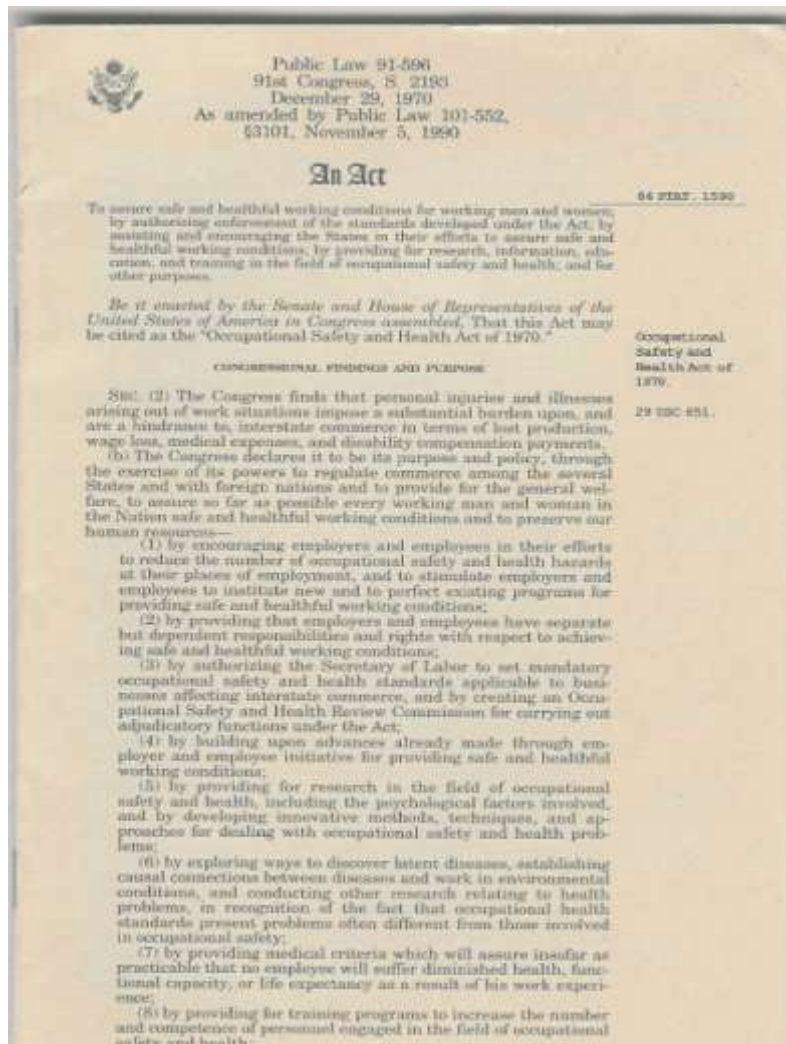 Public Law 91-596
91st Congress, S. 2193
December 29, 1970
As amended by Public Law 101-552,
§3101, November 5, 1990
An Act
84 STAT. 1590
To assure safe and healthful working conditions for working men and women;
by authorizing enforcement of the standards developed under the Act; by
assisting and encouraging the States in their efforts to assure safe and
healthful working conditions; by providing for research, information, edu-
cation, and training in the field of occupational safety and health; and for
other purposes.
Be it enacted by the Senate and House of Representatives of the
United States of America in Congress assembled, That this Act may
be cited as the "Occupational Safety and Health Act of 1970."
Occupational
Safety and
Health Act of
1970.
CONGRESSIONAL FINDINGS AND PURPOSE
SEC. (2) The Congress finds that personal injuries and illnesses
arising out of work situations impose a substantial burden upon, and
are a hindrance to, interstate commerce in terms of lost production,
wage loss, medical expenses, and disability compensation payments.
29 USC 651.
(b) The Congress declares it to be its purpose and policy, through
the exercise of its powers to regulate commerce among the several
States and with foreign nations and to provide for the general wel-
fare, to assure so far as possible every working man and woman in
the Nation safe and healthful working conditions and to preserve our
human resources—
(1) by encouraging employers and employees in their efforts
to reduce the number of occupational safety and health hazards
at their places of employment, and to stimulate employers and
employees to institute new and to perfect existing programs for
providing safe and healthful working conditions;
(2) by providing that employers and employees have separate
but dependent responsibilities and rights with respect to achiev-
ing safe and healthful working conditions;
(3) by authorizing the Secretary of Labor to set mandatory
occupational safety and health standards applicable to busi-
nesses affecting interstate commerce, and by creating an Occu-
pational Safety and Health Review Commission for carrying out
adjudicatory functions under the Act;
(4) by building upon advances already made through em-
ployer and employee initiative for providing safe and healthful
working conditions;
(5) by providing for research in the field of occupational
safety and health, including the psychological factors involved,
and by developing innovative methods, techniques, and ap-
proaches for dealing with occupational safety and health prob-
lems;
(6) by exploring ways to discover latent diseases, establishing
causal connections between diseases and work in environmental
conditions, and conducting other research relating to health
problems, in recognition of the fact that occupational health
standards present problems often different from those involved
in occupational safety;
(7) by providing medical criteria which will assure insofar as
practicable that no employee will suffer diminished health, func-
tional capacity, or life expectancy as a result of his work experi-
ence;
(8) by providing for training programs to increase the number
and competence of personnel engaged in the field of occupational
safety and health;